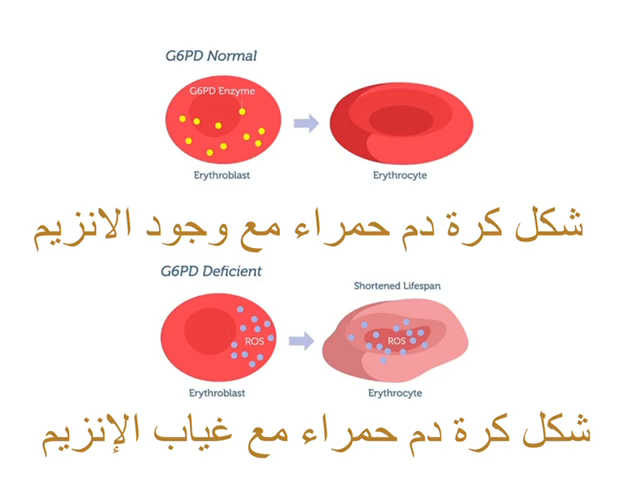 G6PD Normal
G6PD Enzyme
Erythroblast
Erythrocyte
شكل كرة دم حمراء مع وجود الانزيم
G6PD Deficient
Shortened Lifespan
ROS
ROS
Erythroblast
Erythrocyte
شكل كرة دم حمراء مع غياب الإنزيم